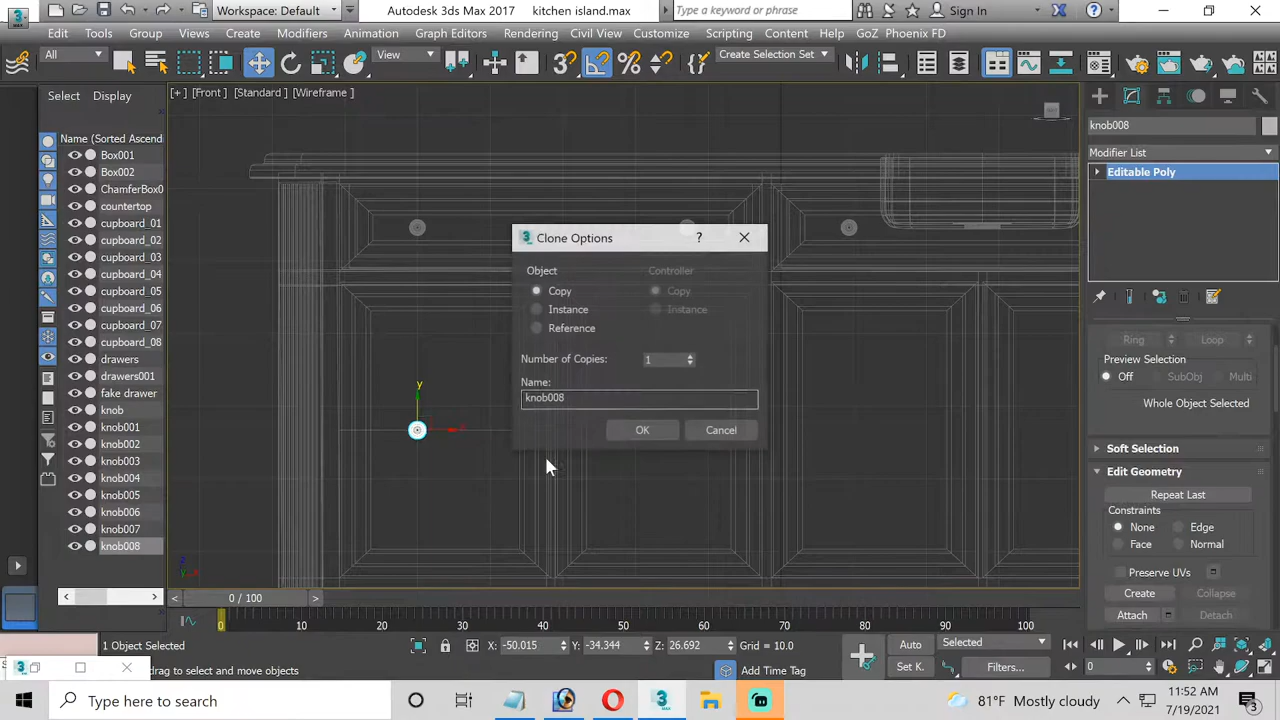 Workspace: Default
Autodesk 3ds Max 2017
kitchen island.max
Type a keyword or phrase
Sign In
Edit
Tools
Group
Views
Create
Modifiers
Animation
Graph Editors
Rendering
Civil View
Customize
Scripting
Content
Help
GoZ
Phoenix FD
All
View
Create Selection Set
Select
Display
[+] [Front] [Standard] [Wireframe]
knob008
Modifier List
Editable Poly
Name (Sorted Ascend
Box001
Box002
ChamferBox0
countertop
cupboard_01
cupboard_02
cupboard_03
cupboard_04
cupboard_05
cupboard_06
cupboard_07
cupboard_08
drawers
drawers001
fake drawer
knob
knob001
knob002
knob003
knob004
knob005
knob006
knob007
knob008
Clone Options
?
Object
Controller
Copy
Copy
Instance
Instance
Reference
Number of Copies:
1
Name:
knob008
OK
Cancel
y
Ring
Loop
Preview Selection
Off
SubObj
Multi
Whole Object Selected
Soft Selection
Edit Geometry
Repeat Last
Constraints
None
Edge
Face
Normal
Preserve UVs
Create
Collapse
Attach
Detach
0 / 100
0 10 20 30 40 50 60 70 80 90 100
1 Object Selected
X: -50.015
Y: -34.344
Z: 26.692
Grid = 10.0
Auto
Selected
drag to select and move objects
Add Time Tag
Set K.
Filters...
0
Type here to search
81°F Mostly cloudy
11:52 AM
7/19/2021
3